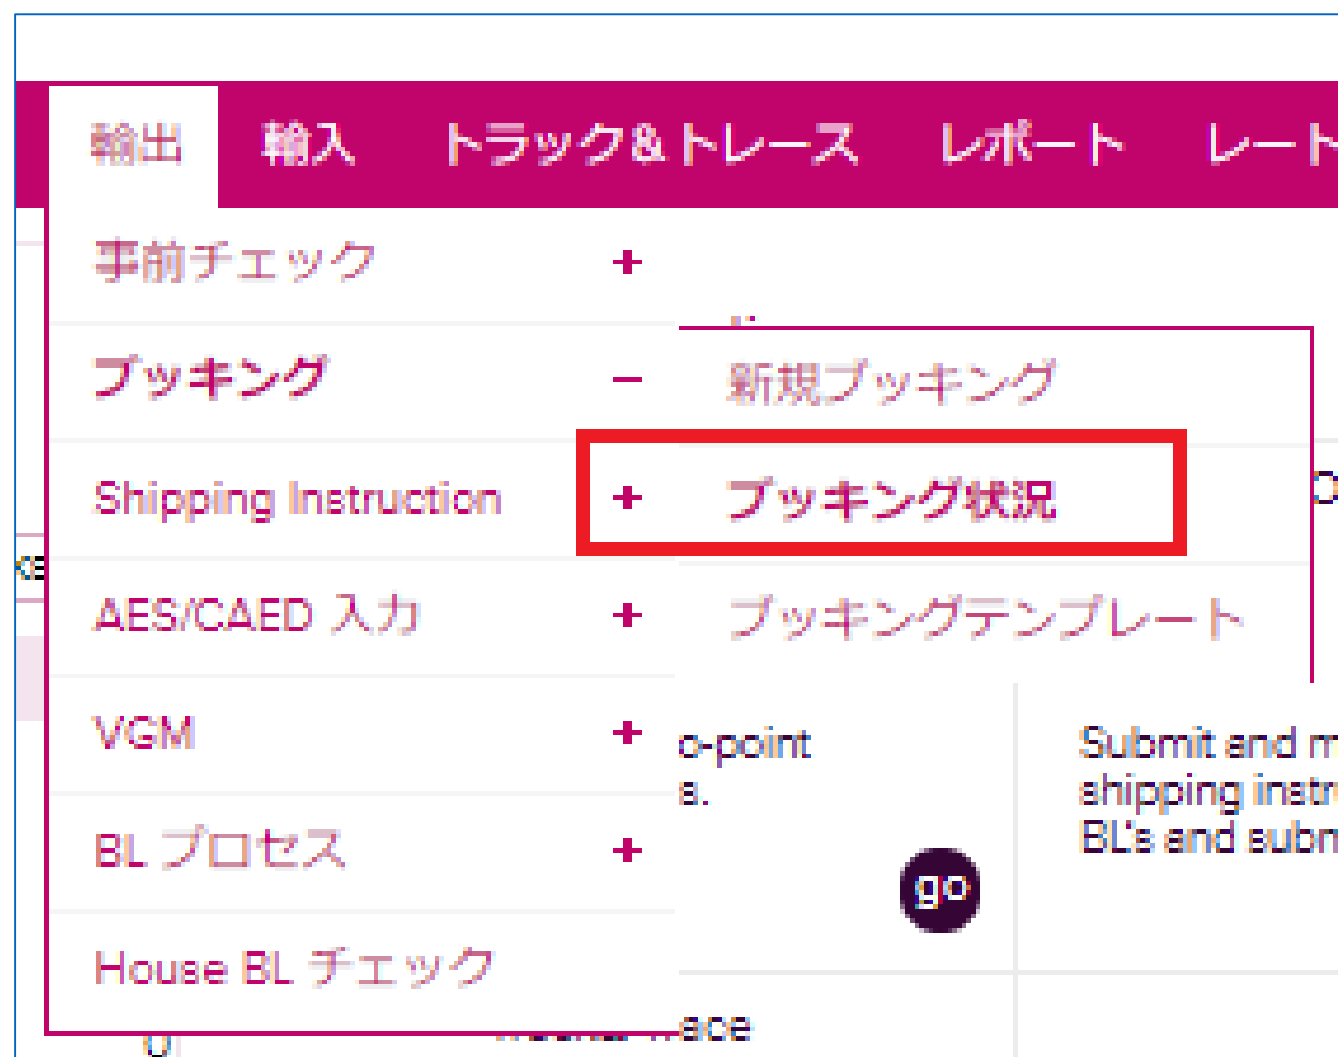 輸出 輸入 トラック&トレース レポート レート
事前チェック +
ブッキング −
新規ブッキング
Shipping Instruction +
ブッキング状況
AES/CAED 入力 +
ブッキングテンプレート
VGM +
o-point
s.
Submit and m
shipping instr
BL's and subm
BL プロセス +
go
House BL チェック
ace